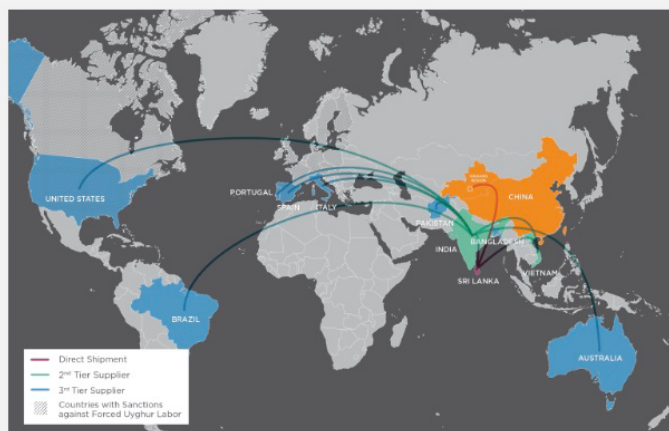 CHINA
UNITED STATES
PORTUGAL
SPAIN
ITALY
PAKISTAN
BANGLADESH
INDIA
VIETNAM
SRI LANKA
BRAZIL
AUSTRALIA
Direct Shipment
2nd Tier Supplier
3rd Tier Supplier
Countries with Sanctions
against Forced Uyghur Labor